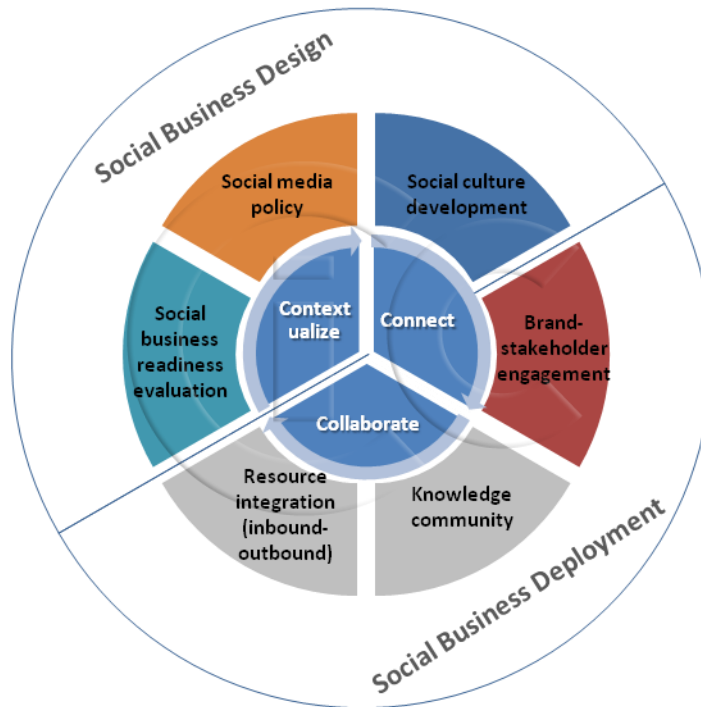 Social Business Design
Social media
policy
Social culture
development
Social
business
readiness
evaluation
Context
ualize
Connect
Brand-
stakeholder
engagement
Collaborate
Resource
integration
(inbound-
outbound)
Knowledge
community
Social Business Deployment